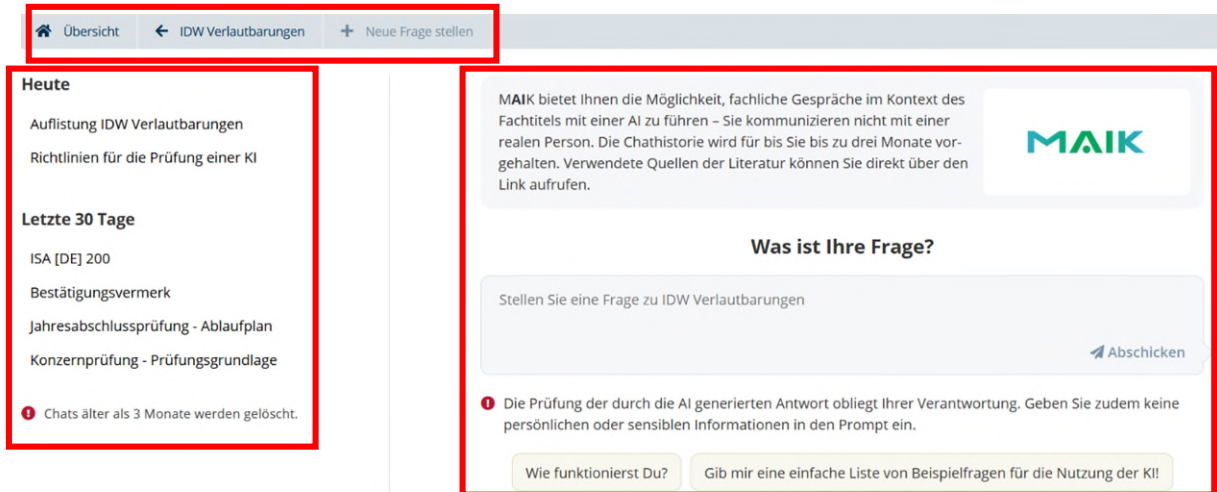 Übersicht
IDW Verlautbarungen
Neue Frage stellen
Heute
Auflistung IDW Verlautbarungen
Richtlinien für die Prüfung einer KI
Letzte 30 Tage
ISA [DE] 200
Bestätigungsvermerk
Jahresabschlussprüfung - Ablaufplan
Konzernprüfung - Prüfungsgrundlage
Chats älter als 3 Monate werden gelöscht.
MAIK bietet Ihnen die Möglichkeit, fachliche Gespräche im Kontext des
Fachtitels mit einer AI zu führen – Sie kommunizieren nicht mit einer
realen Person. Die Chathistorie wird für bis Sie bis zu drei Monate vor-
gehalten. Verwendete Quellen der Literatur können Sie direkt über den
Link aufrufen.
MAIK
Was ist Ihre Frage?
Stellen Sie eine Frage zu IDW Verlautbarungen
Abschicken
Die Prüfung der durch die AI generierten Antwort obliegt Ihrer Verantwortung. Geben Sie zudem keine
persönlichen oder sensiblen Informationen in den Prompt ein.
Wie funktionierst Du?
Gib mir eine einfache Liste von Beispielfragen für die Nutzung der KI!